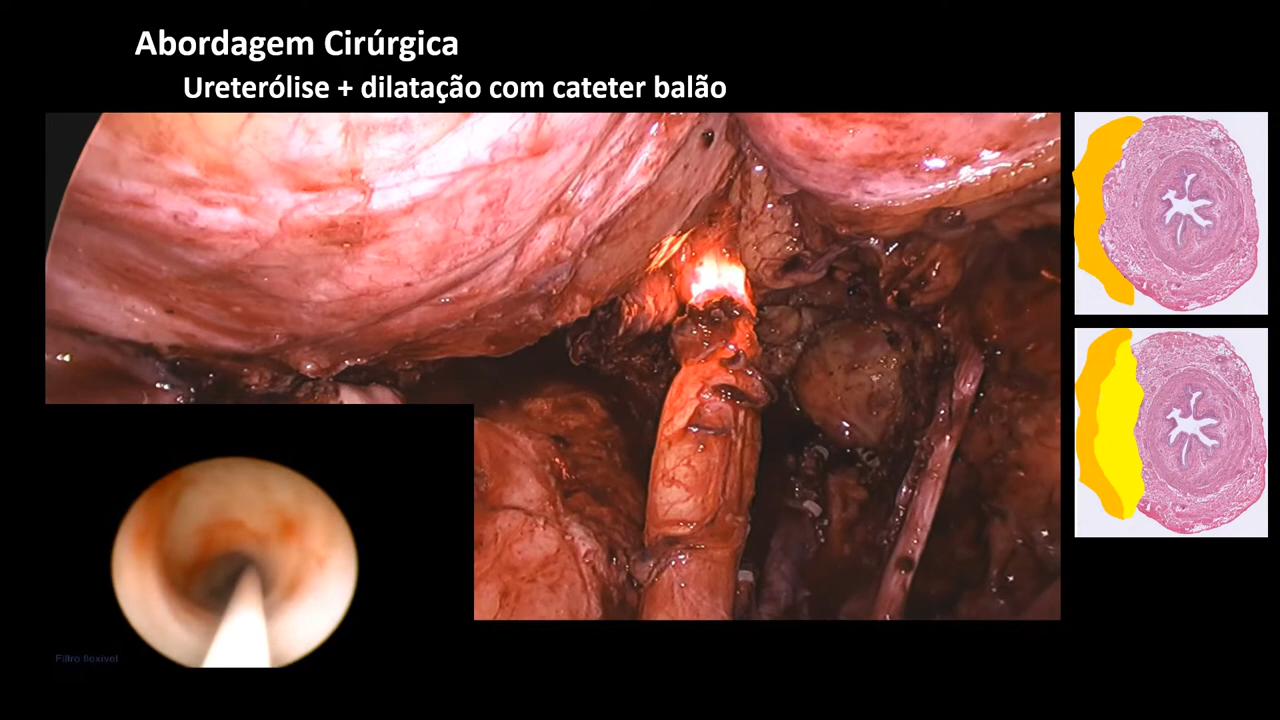 Abordagem Cirúrgica
Ureterólise + dilatação com cateter balão
Filtro flexível